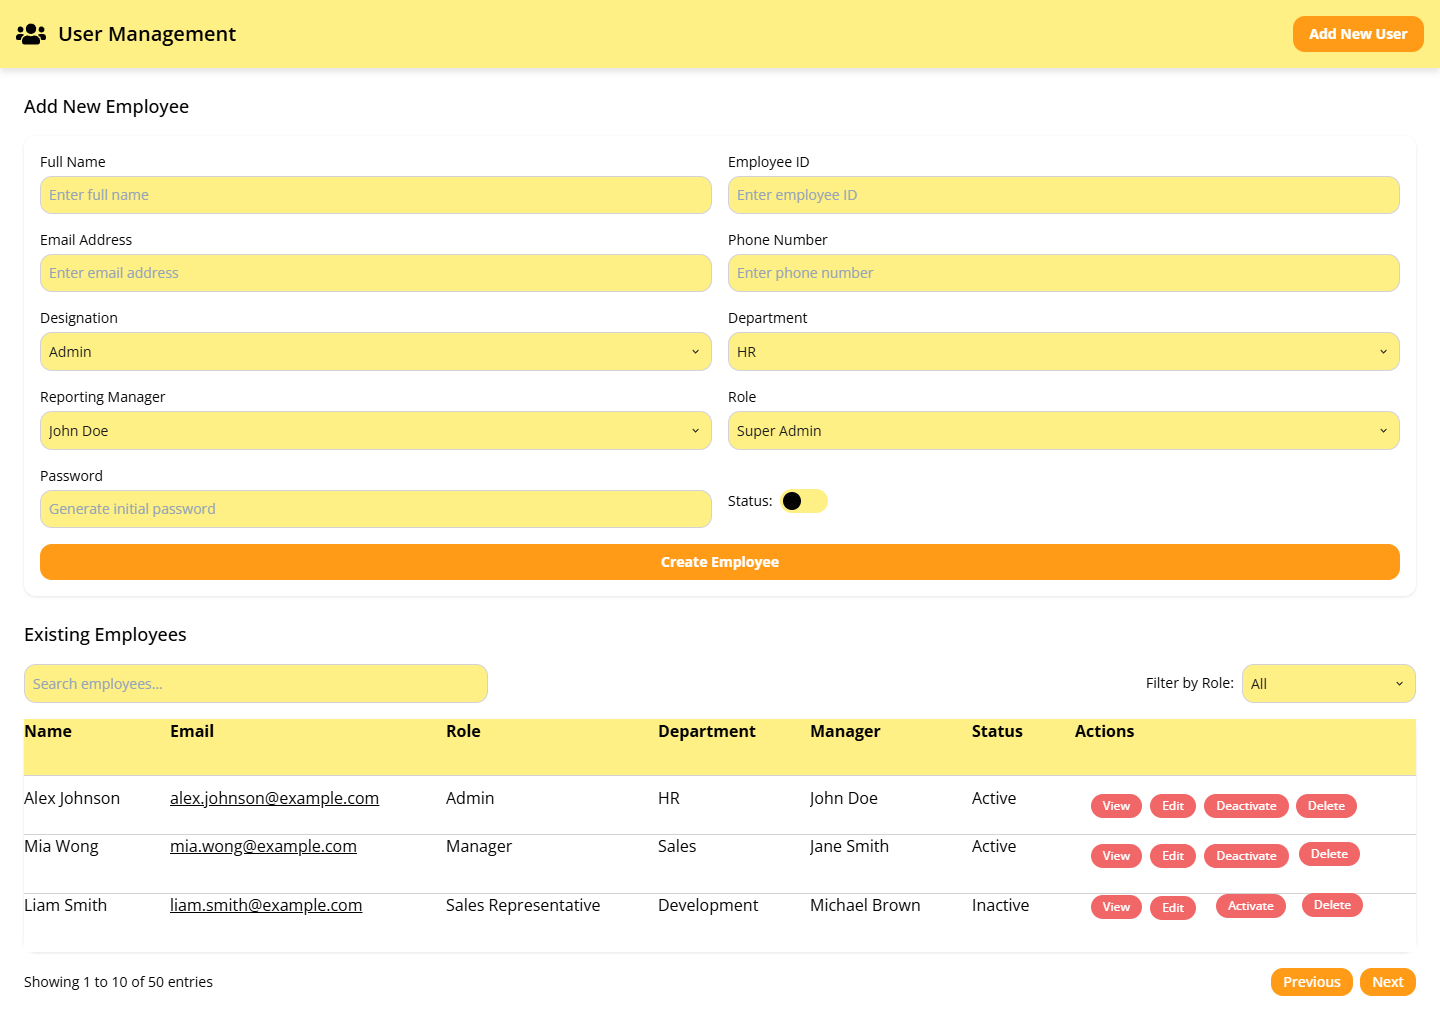 User Management
Add New User
Add New Employee
Full Name
Employee ID
Enter full name
Enter employee ID
Email Address
Phone Number
Enter email address
Enter phone number
Designation
Department
Admin
HR
Reporting Manager
Role
John Doe
Super Admin
Password
Generate initial password
Status:
Create Employee
Existing Employees
Search employees...
Filter by Role: All
Name Email Role Department Manager Status Actions
Alex Johnson alex.johnson@example.com Admin HR John Doe Active View Edit Deactivate Delete
Mia Wong mia.wong@example.com Manager Sales Jane Smith Active View Edit Deactivate Delete
Liam Smith liam.smith@example.com Sales Representative Development Michael Brown Inactive View Edit Activate Delete
Showing 1 to 10 of 50 entries
Previous Next